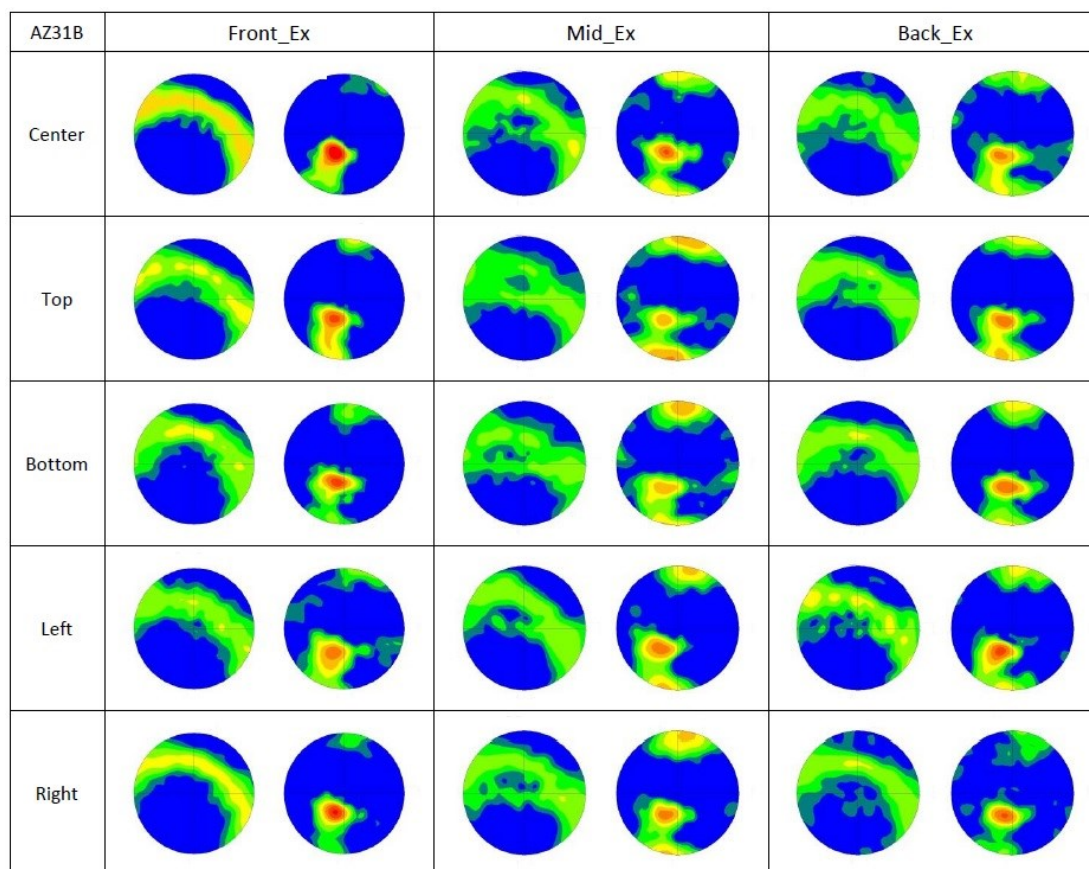 AZ31B Front_Ex Mid_Ex Back_Ex
Center
Top
Bottom
Left
Right